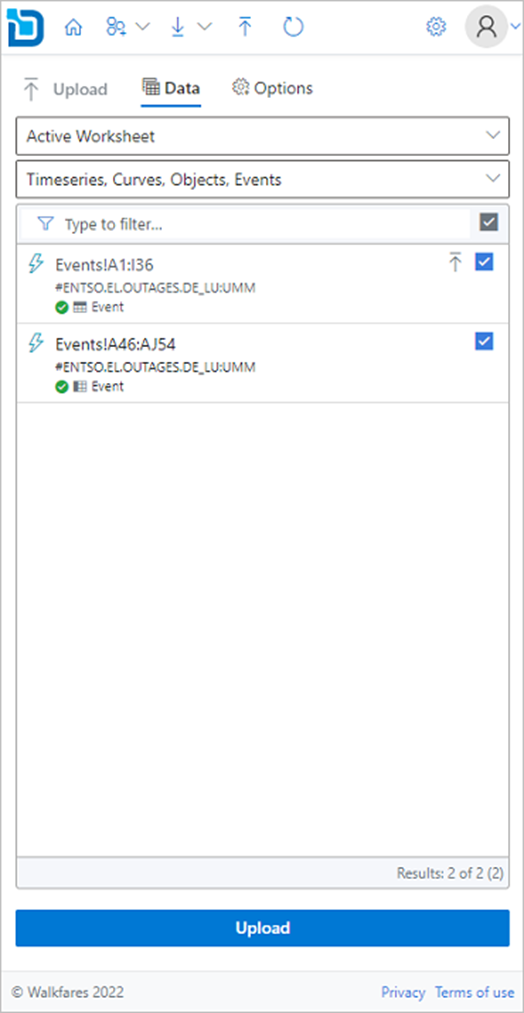 Upload Data Options
Active Worksheet
Timeseries, Curves, Objects, Events
Type to filter...
Events!A1:I36
#ENTSO.EL.OUTAGES.DE_LU:UMM
Event
Events!A46:AJ54
#ENTSO.EL.OUTAGES.DE_LU:UMM
Event
Results: 2 of 2 (2)
Upload
© Walkfares 2022 Privacy Terms of use